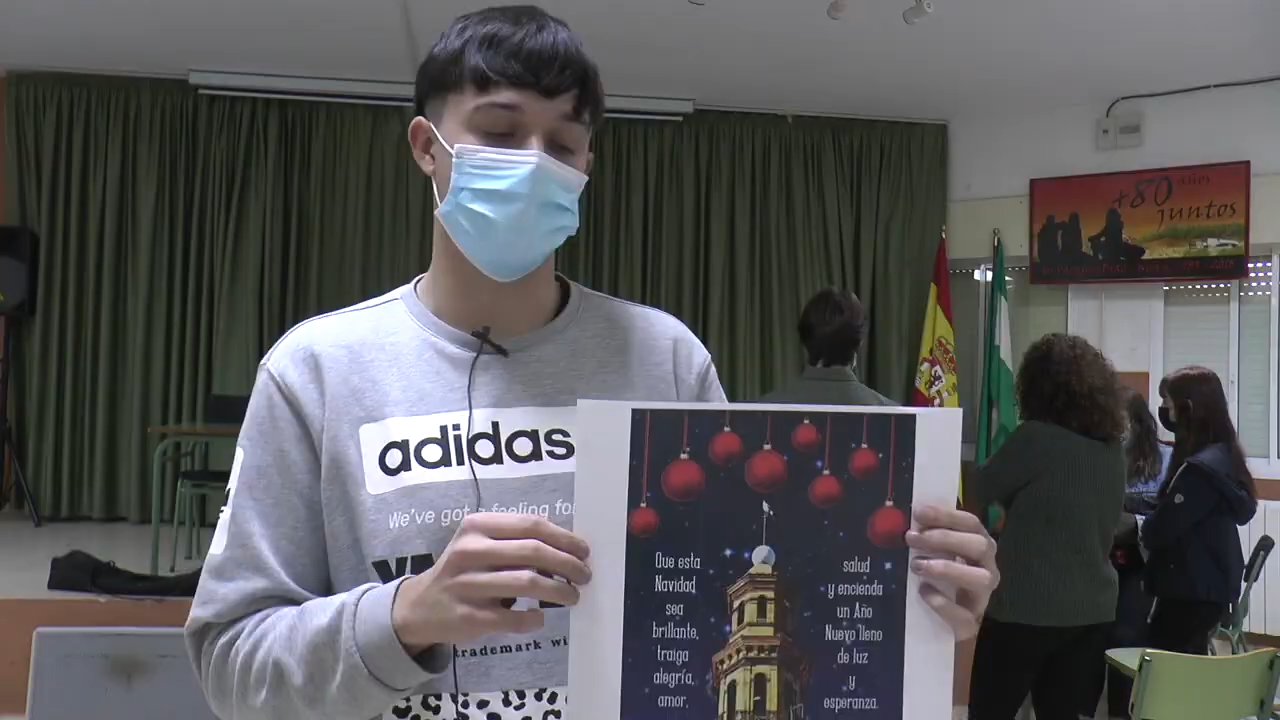 +80 años
juntos
adidas
We've got a feeling for
trademark wi
Que esta
Navidad
sea
brillante,
traiga
alegría,
amor,
salud
y encienda
un Año
Nuevo lleno
de luz
y
esperanza.